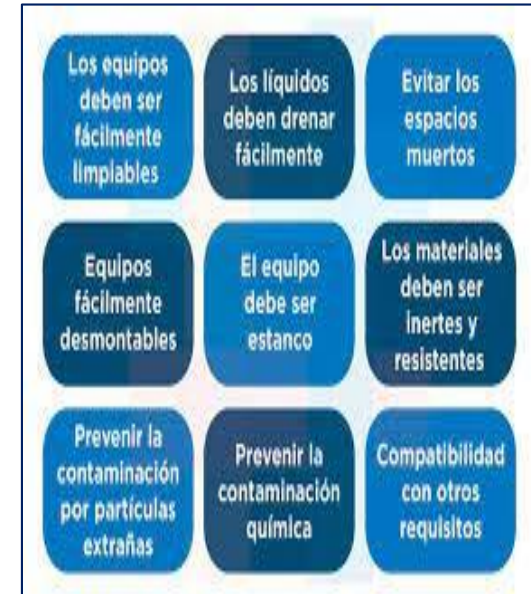 Los equipos
deben ser
fácilmente
limpiables
Los líquidos
deben drenar
fácilmente
Evitar los
espacios
muertos
Equipos
fácilmente
desmontables
El equipo
debe ser
estanco
Los materiales
deben ser
inertes y
resistentes
Prevenir la
contaminación
por partículas
extrañas
Prevenir la
contaminación
química
Compatibilidad
con otros
requisitos